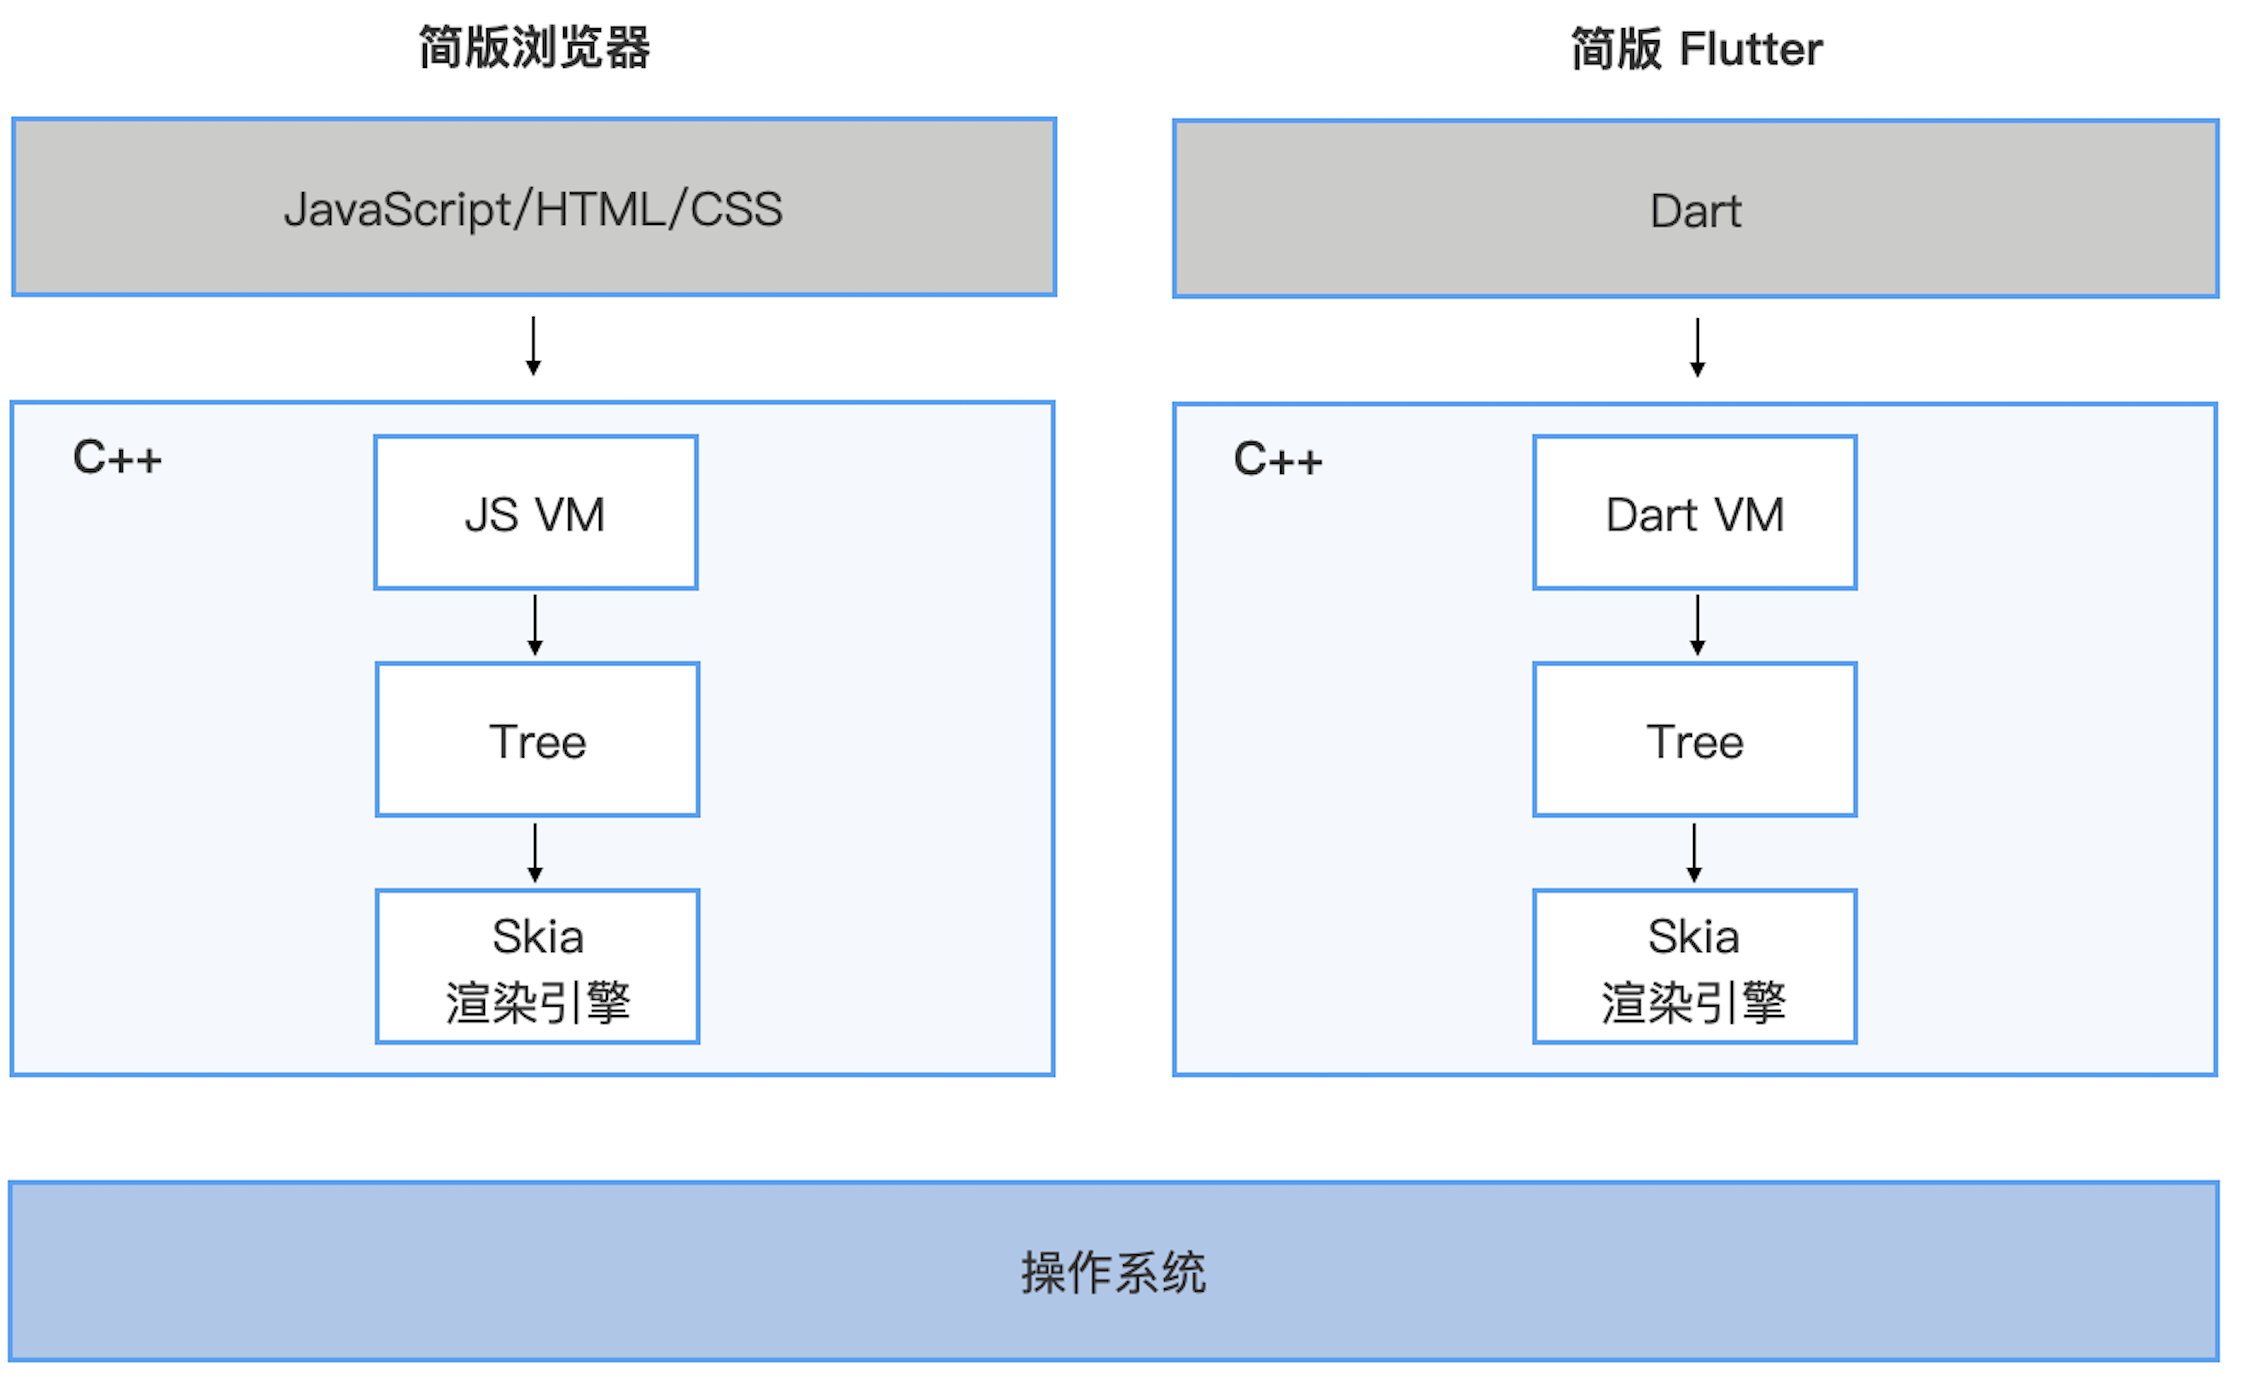 简版浏览器
JavaScript/HTML/CSS
C++
JS VM
Tree
Skia
渲染引擎
简版 Flutter
Dart
C++
Dart VM
Tree
Skia
渲染引擎
操作系统